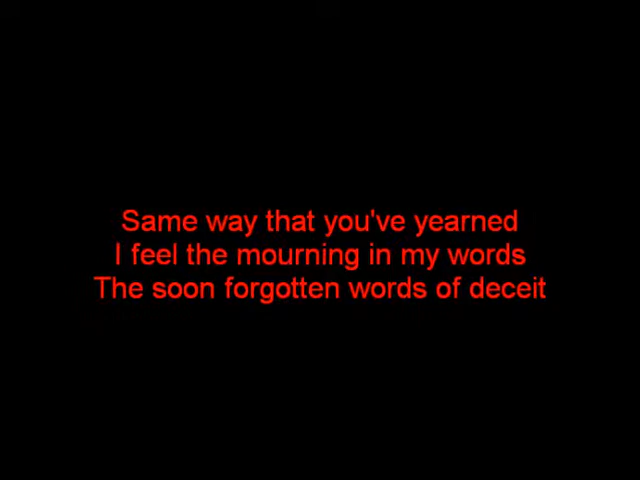 Same way that you've yearned
I feel the mourning in my words
The soon forgotten words of deceit